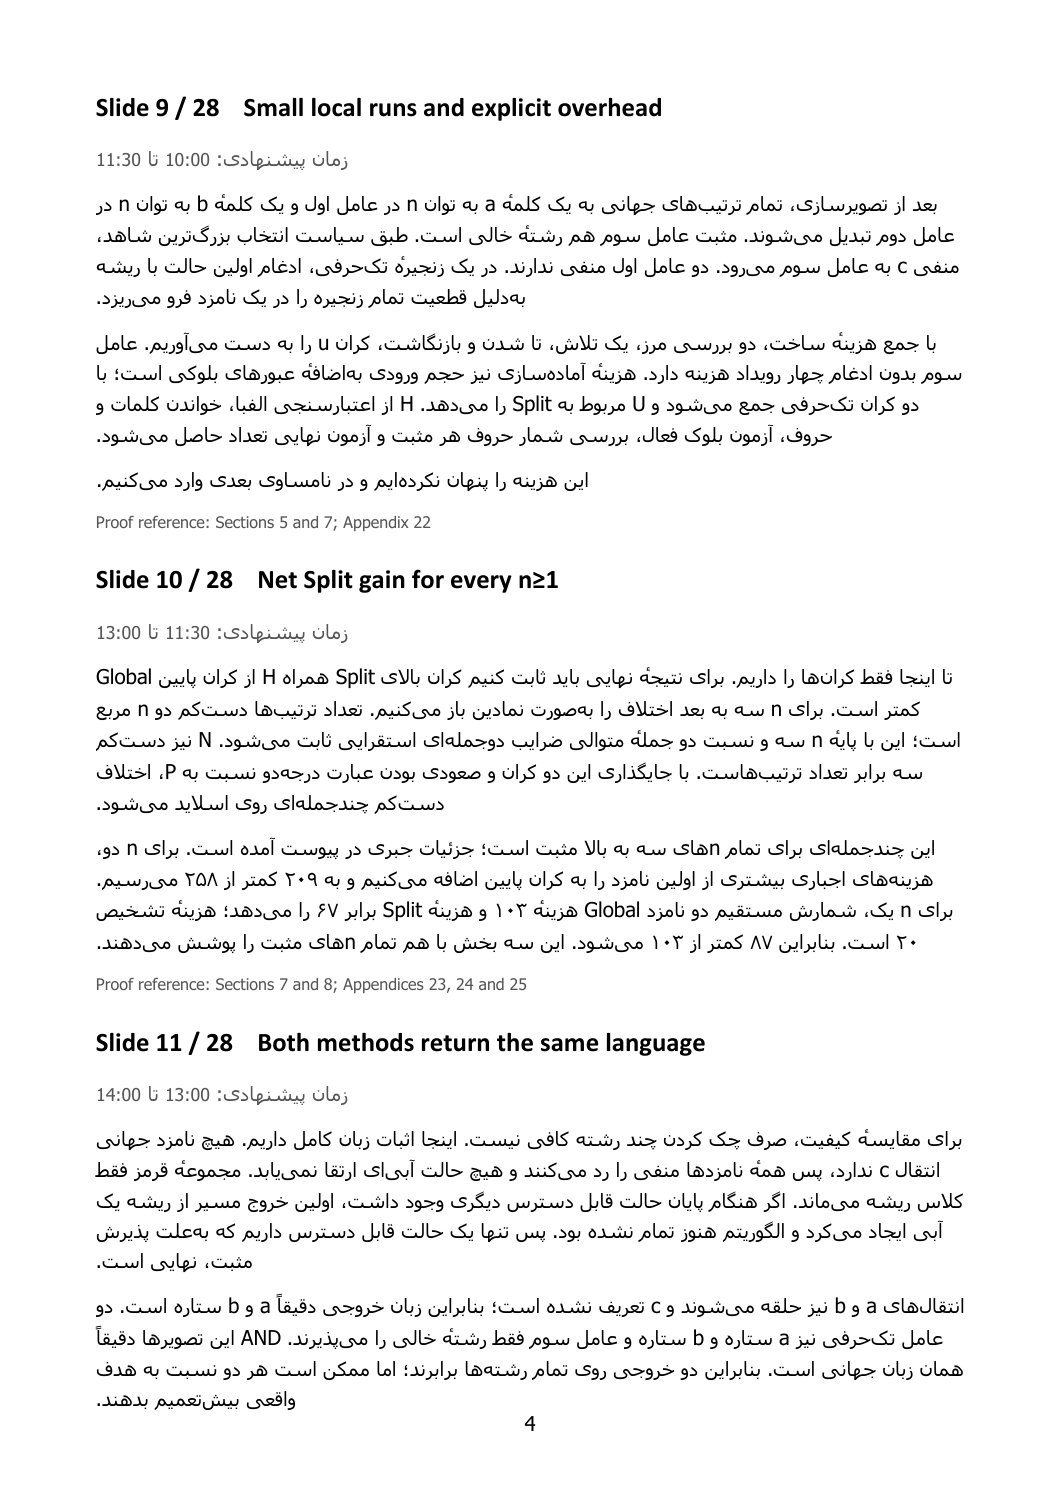 Slide 9 / 28 Small local runs and explicit overhead
زمان پیشنهادی: 10:00 تا 11:30
بعد از تصویرسازی، تمام ترتیب‌های جهانی به یک کلمهٔ a به توان n در عامل اول و یک کلمهٔ b به توان n در
عامل دوم تبدیل می‌شوند. مثبت عامل سوم هم رشتهٔ خالی است. طبق سیاست انتخاب بزرگ‌ترین شاهد،
منفی c به عامل سوم می‌رود. دو عامل اول منفی ندارند. در یک زنجیرهٔ تک‌حرفی، ادغام اولین حالت با ریشه
به‌دلیل قطعیت تمام زنجیره را در یک نامزد فرو می‌ریزد.
با جمع هزینهٔ ساخت، دو بررسی مرز، یک تلاش، تا شدن و بازنگاشت، کران u را به دست می‌آوریم. عامل
سوم بدون ادغام چهار رویداد هزینه دارد. هزینهٔ آماده‌سازی نیز حجم ورودی به‌اضافهٔ عبورهای بلوکی است؛ با
دو کران تک‌حرفی جمع می‌شود و U مربوط به Split را می‌دهد. H از اعتبارسنجی الفبا، خواندن کلمات و
حروف، آزمون بلوک فعال، بررسی شمار حروف هر مثبت و آزمون نهایی تعداد حاصل می‌شود.
این هزینه را پنهان نکرده‌ایم و در نامساوی بعدی وارد می‌کنیم.
Proof reference: Sections 5 and 7; Appendix 22
Slide 10 / 28 Net Split gain for every n≥1
زمان پیشنهادی: 11:30 تا 13:00
تا اینجا فقط کران‌ها را داریم. برای نتیجهٔ نهایی باید ثابت کنیم کران بالای Split همراه H از کران پایین Global
کمتر است. برای n سه به بعد اختلاف را به‌صورت نمادین باز می‌کنیم. تعداد ترتیب‌ها دست‌کم دو n مربع
است؛ این با پایهٔ n سه و نسبت دو جملهٔ متوالی ضرایب دوجمله‌ای استقرایی ثابت می‌شود. N نیز دست‌کم
سه برابر تعداد ترتیب‌هاست. با جایگذاری این دو کران و صعودی بودن عبارت درجه‌دو نسبت به P، اختلاف
دست‌کم چندجمله‌ای روی اسلاید می‌شود.
این چندجمله‌ای برای تمام nهای سه به بالا مثبت است؛ جزئیات جبری در پیوست آمده است. برای n دو،
هزینه‌های اجباری بیشتری از اولین نامزد را به کران پایین اضافه می‌کنیم و به ۲۰۹ کمتر از ۲۵۸ می‌رسیم.
برای n یک، شمارش مستقیم دو نامزد Global هزینهٔ ۱۰۳ و هزینهٔ Split برابر ۶۷ را می‌دهد؛ هزینهٔ تشخیص
۲۰ است. بنابراین ۸۷ کمتر از ۱۰۳ می‌شود. این سه بخش با هم تمام nهای مثبت را پوشش می‌دهند.
Proof reference: Sections 7 and 8; Appendices 23, 24 and 25
Slide 11 / 28 Both methods return the same language
زمان پیشنهادی: 13:00 تا 14:00
برای مقایسهٔ کیفیت، صرف چک کردن چند رشته کافی نیست. اینجا اثبات زبان کامل داریم. هیچ نامزد جهانی
انتقال c ندارد، پس همهٔ نامزدها منفی را رد می‌کنند و هیچ حالت آبی‌ای ارتقا نمی‌یابد. مجموعهٔ قرمز فقط
کلاس ریشه می‌ماند. اگر هنگام پایان حالت قابل دسترس دیگری وجود داشت، اولین خروج مسیر از ریشه یک
آبی ایجاد می‌کرد و الگوریتم هنوز تمام نشده بود. پس تنها یک حالت قابل دسترس داریم که به‌علت پذیرش
مثبت، نهایی است.
انتقال‌های a و b نیز حلقه می‌شوند و c تعریف نشده است؛ بنابراین زبان خروجی دقیقاً a و b ستاره است. دو
عامل تک‌حرفی نیز a ستاره و b ستاره و عامل سوم فقط رشتهٔ خالی را می‌پذیرند. AND این تصویرها دقیقاً
همان زبان جهانی است. بنابراین دو خروجی روی تمام رشته‌ها برابرند؛ اما ممکن است هر دو نسبت به هدف
واقعی بیش‌تعمیم بدهند.
4